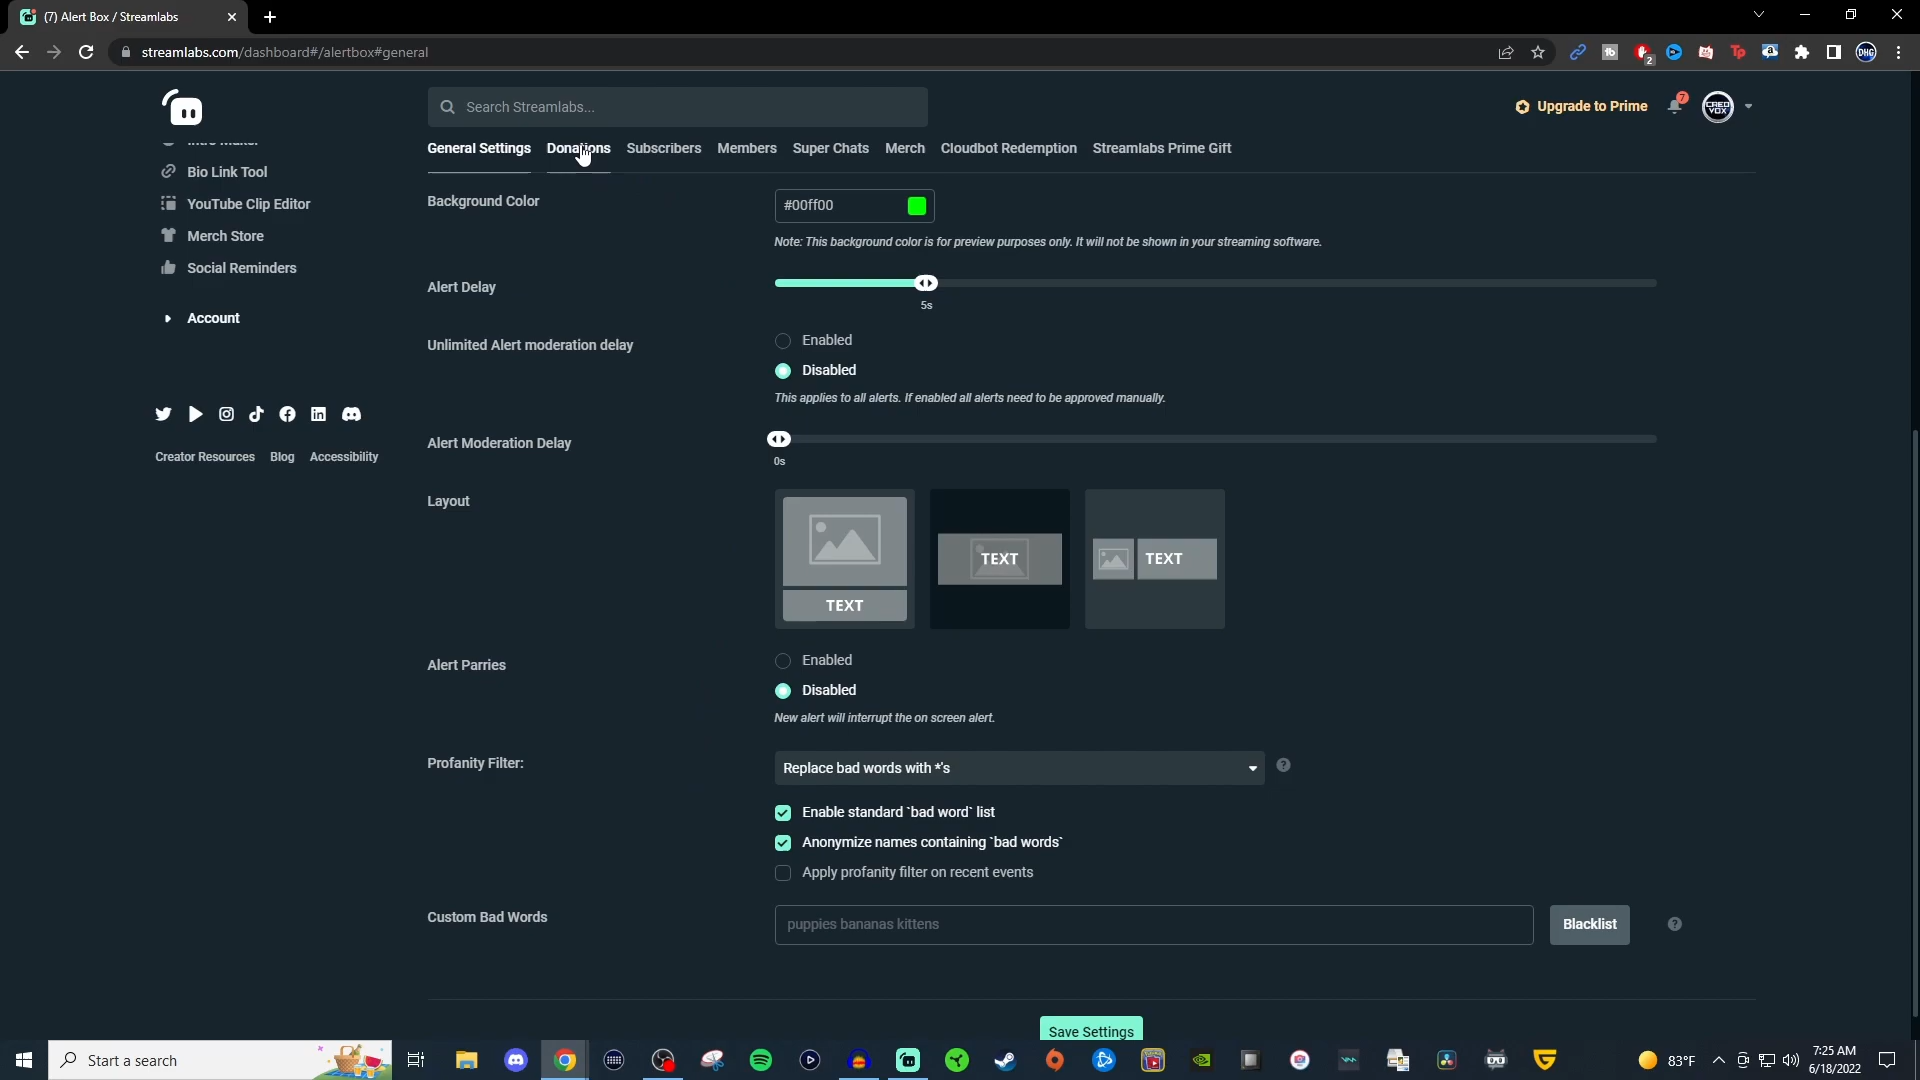 (7) Alert Box / Streamlabs
streamlabs.com/dashboard#/alertbox#general
2
DHG
Search Streamlabs...
Upgrade to Prime
7
CRED VOX
General Settings Donations Subscribers Members Super Chats Merch Cloudbot Redemption Streamlabs Prime Gift
Intro Maker
Bio Link Tool
YouTube Clip Editor
Merch Store
Social Reminders
Account
Creator Resources Blog Accessibility
Background Color
#00ff00
Note: This background color is for preview purposes only. It will not be shown in your streaming software.
Alert Delay
5s
Unlimited Alert moderation delay
Enabled
Disabled
This applies to all alerts. If enabled all alerts need to be approved manually.
Alert Moderation Delay
0s
Layout
TEXT
TEXT
TEXT
Alert Parries
Enabled
Disabled
New alert will interrupt the on screen alert.
Profanity Filter:
Replace bad words with *'s
Enable standard `bad word` list
Anonymize names containing `bad words`
Apply profanity filter on recent events
Custom Bad Words
puppies bananas kittens
Blacklist
Save Settings
Start a search
83°F
7:25 AM
6/18/2022